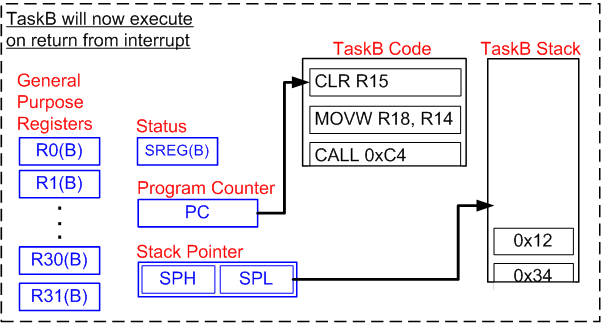 TaskB will now execute
on return from interrupt
General
Purpose
Registers
R0(B)
R1(B)
R30(B)
R31(B)
Status
SREG(B)
Program Counter
PC
Stack Pointer
SPH SPL
TaskB Code
CLR R15
MOVW R18, R14
CALL 0xC4
TaskB Stack
0x12
0x34